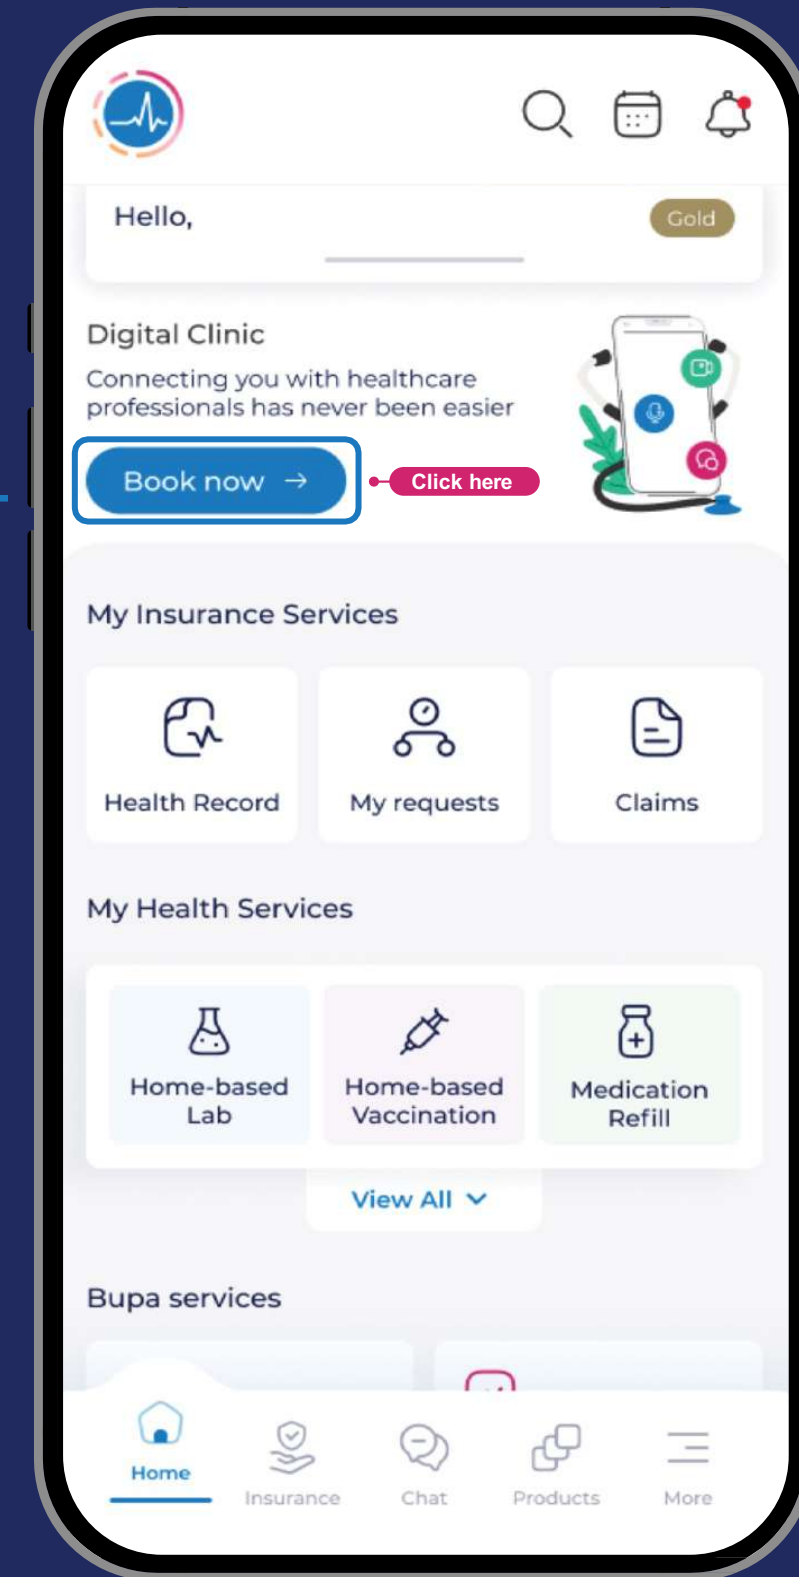 Hello,
Gold
Digital Clinic
Connecting you with healthcare
professionals has never been easier
Book now →
Click here
My Insurance Services
Health Record
My requests
Claims
My Health Services
Home-based
Lab
Home-based
Vaccination
Medication
Refill
View All
Bupa services
Home
Insurance
Chat
Products
More